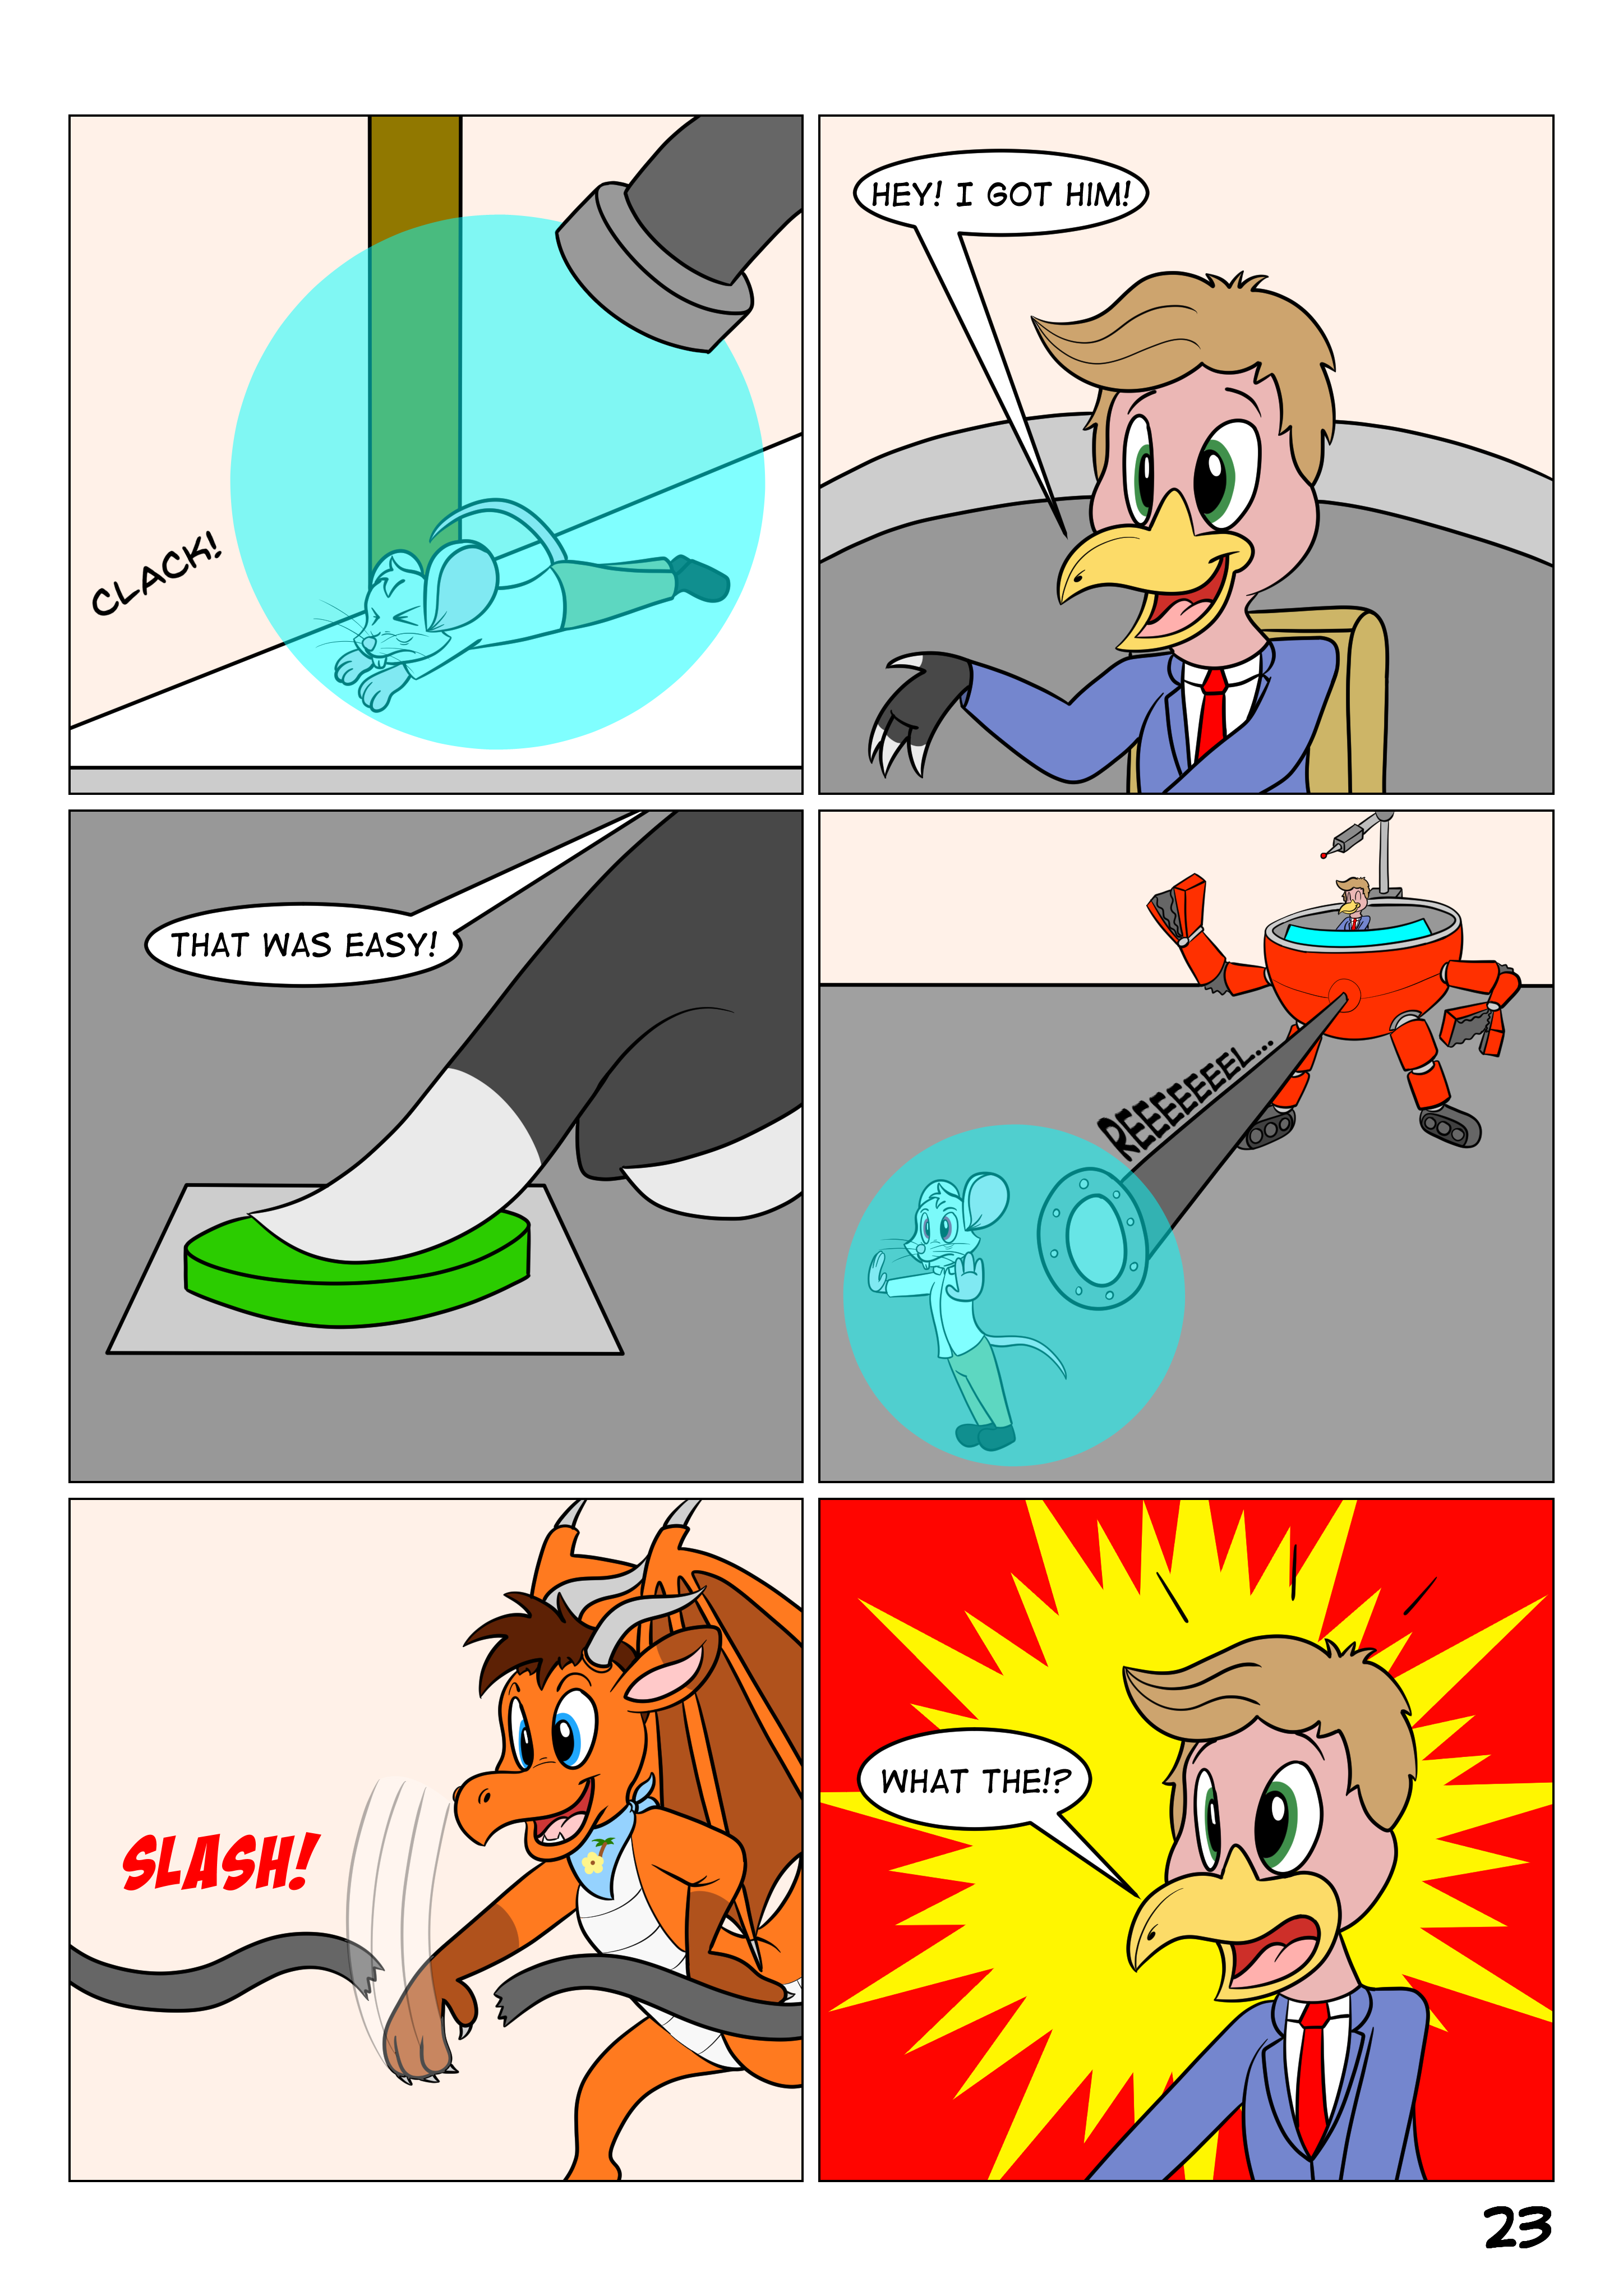 CLACK!
HEY! I GOT HIM!
THAT WAS EASY!
REEEEEEEL...
SLASH!
WHAT THE!?
23